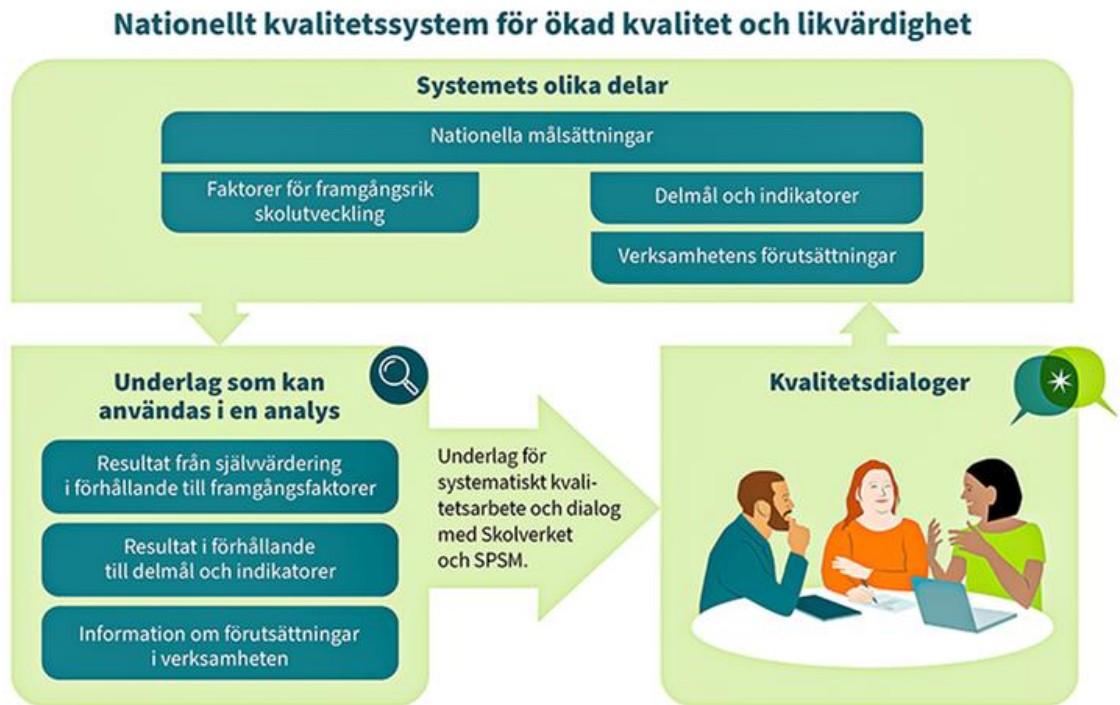 Nationellt kvalitetssystem för ökad kvalitet och likvärdighet
Systemets olika delar
Nationella målsättningar
Faktorer för framgångsrik
skolutveckling
Delmål och indikatorer
Verksamhetens förutsättningar
Underlag som kan
användas i en analys
Resultat från självvärdering
i förhållande till framgångsfaktorer
Resultat i förhållande
till delmål och indikatorer
Information om förutsättningar
i verksamheten
Underlag för
systematiskt kvali-
tetsarbete och dialog
med Skolverket
och SPSM.
Kvalitetsdialoger